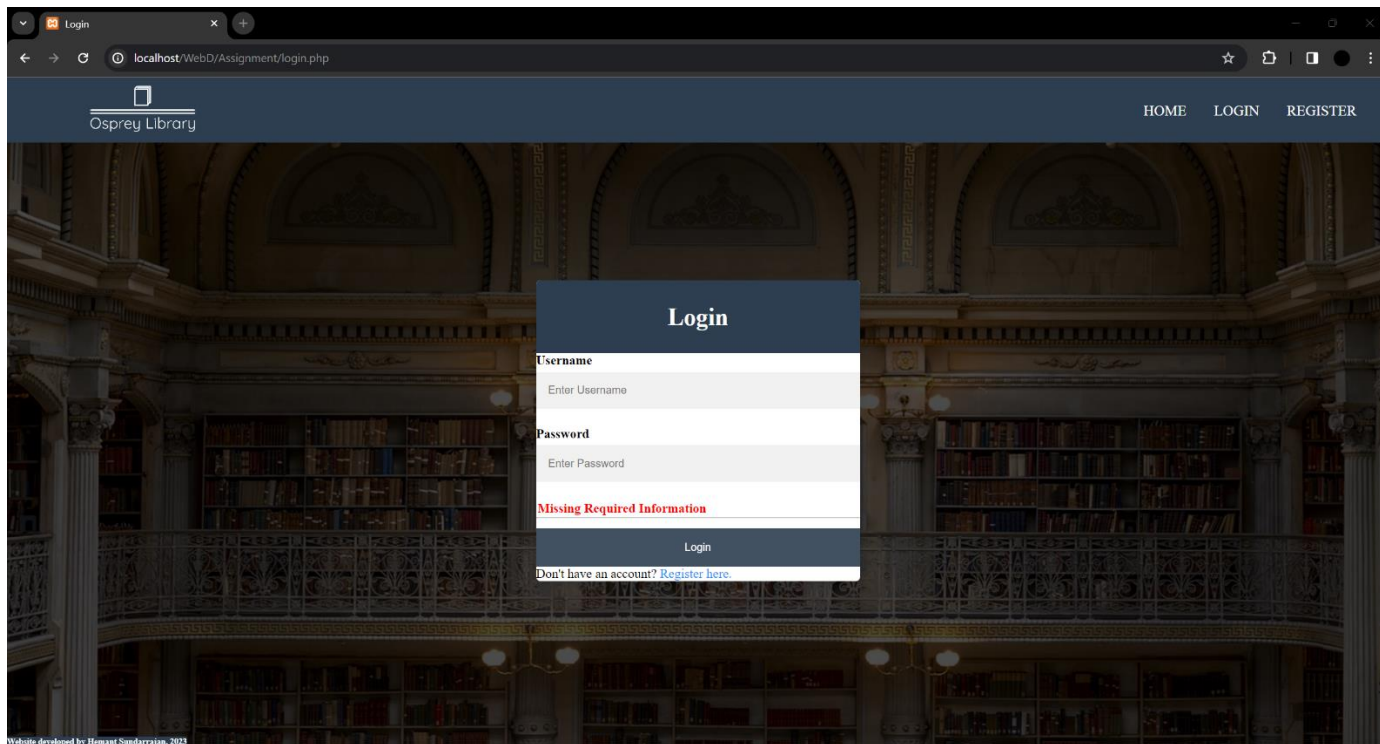 Login
localhost/WebD/Assignment/login.php
Osprey Library
HOME LOGIN REGISTER
Login
Username
Enter Username
Password
Enter Password
Missing Required Information
Login
Don't have an account? Register here.
Website developed by Hemant Sundarrajan, 2023